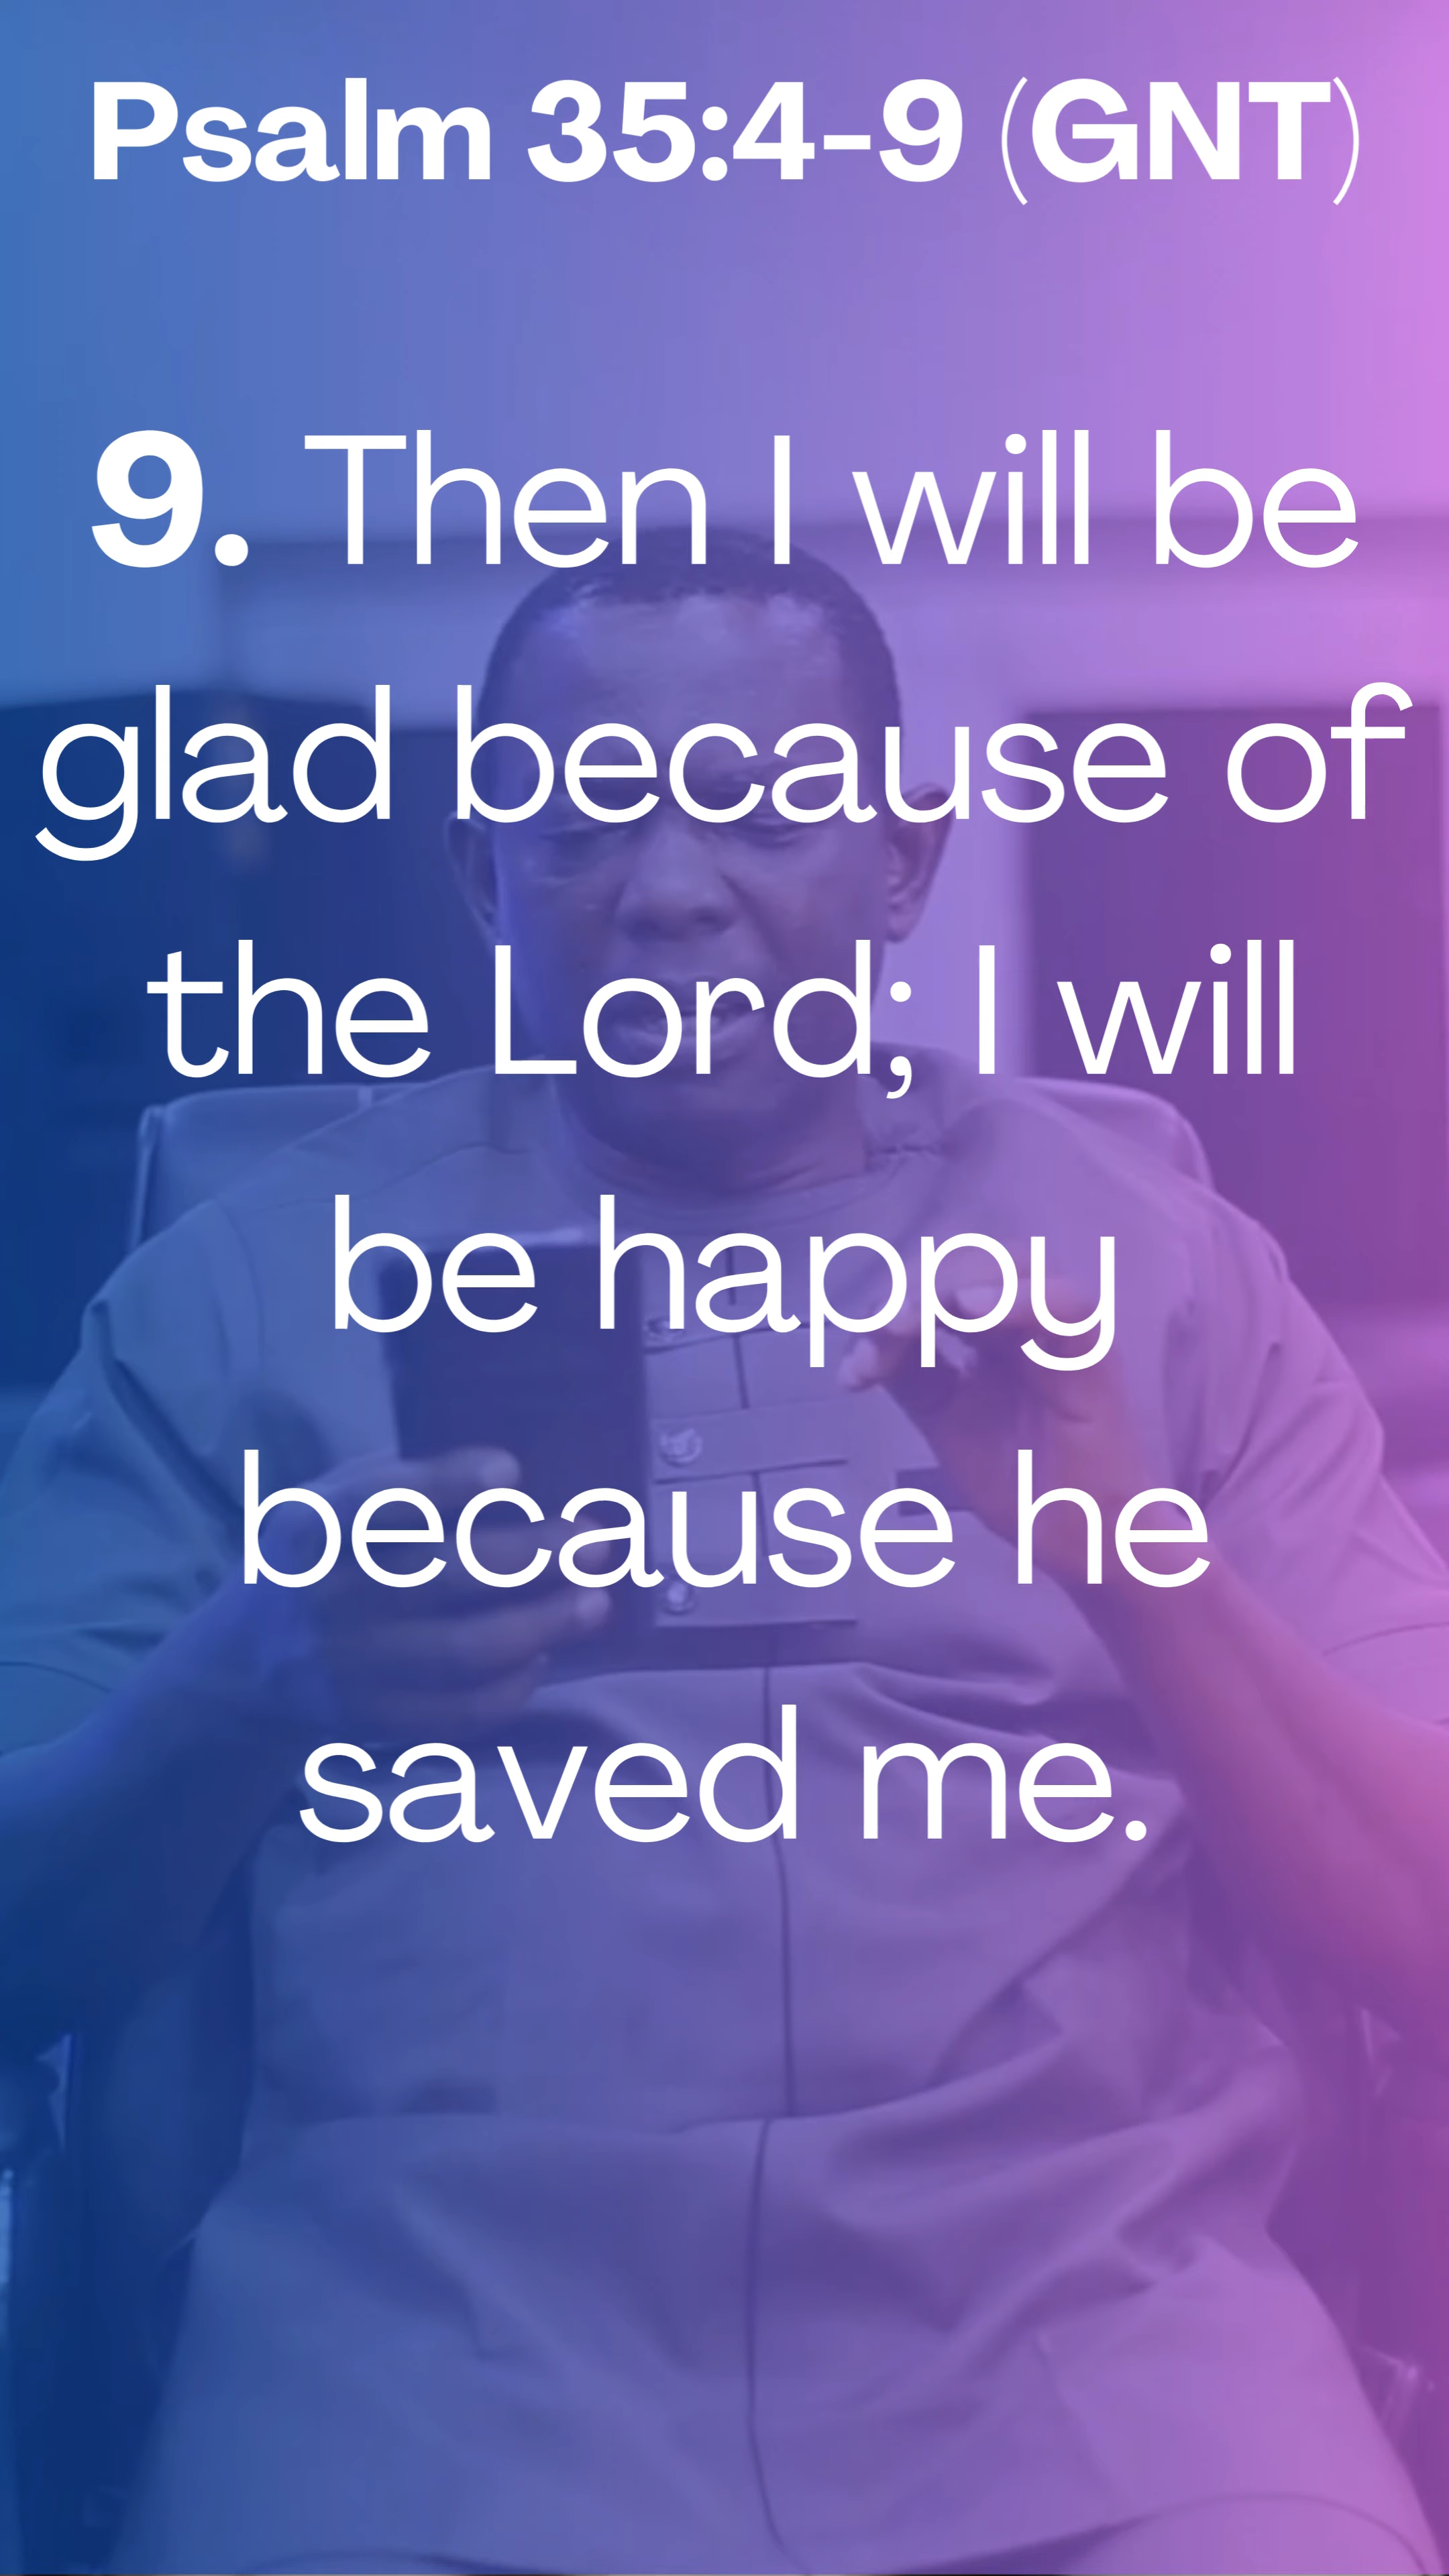 Psalm 35:4-9 (GNT)
9. Then I will be
glad because of
the Lord; I will
be happy
because he
saved me.